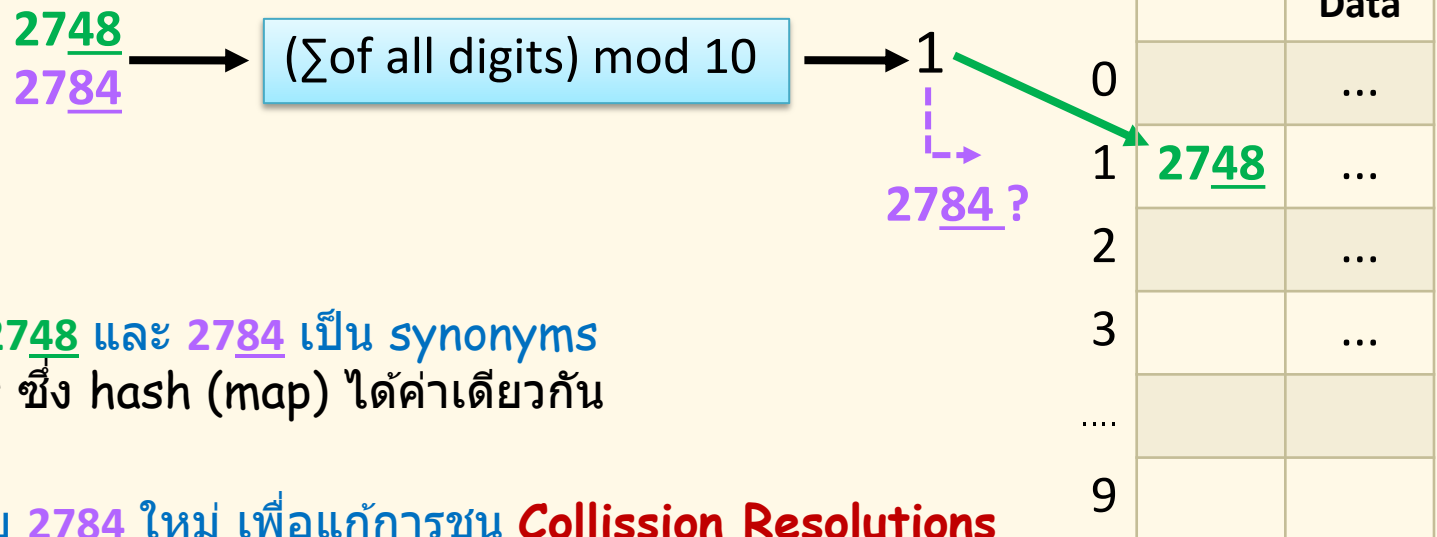 Data
2748
2784
(∑of all digits) mod 10
1
2784 ?
0 ...
1 2748 ...
2 ...
3 ...
....
9
2748 และ 2784 เป็น synonyms
ซึ่ง hash (map) ได้ค่าเดียวกัน
2784 ใหม่ เพื่อแก้การชน Collission Resolutions